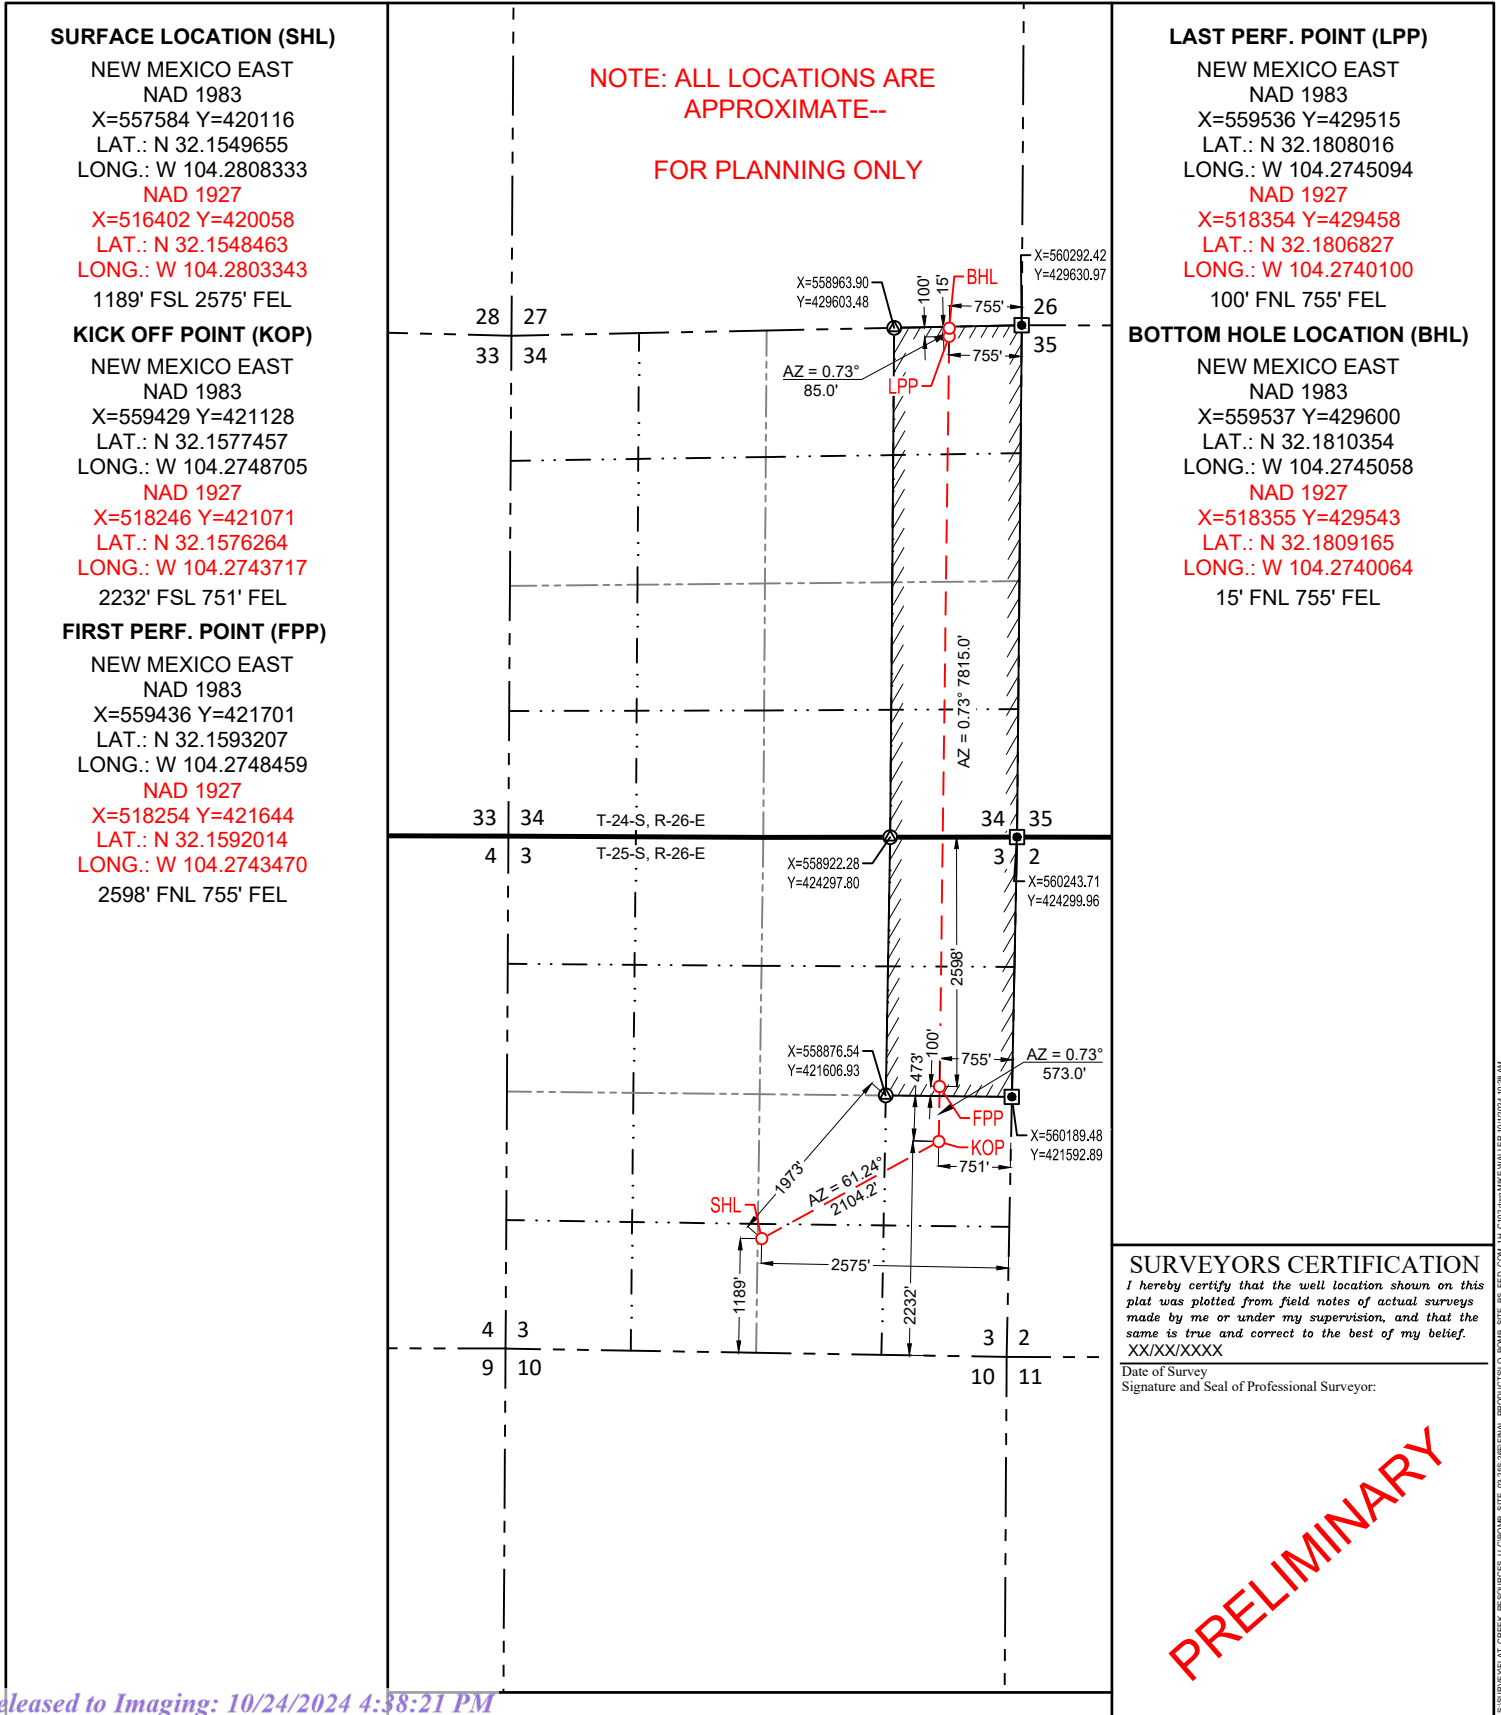 SURFACE LOCATION (SHL)
NEW MEXICO EAST
NAD 1983
X=557584 Y=420116
LAT.: N 32.1549655
LONG.: W 104.2808333
NAD 1927
X=516402 Y=420058
LAT.: N 32.1548463
LONG.: W 104.2803343
1189' FSL 2575' FEL
KICK OFF POINT (KOP)
NEW MEXICO EAST
NAD 1983
X=559429 Y=421128
LAT.: N 32.1577457
LONG.: W 104.2748705
NAD 1927
X=518246 Y=421071
LAT.: N 32.1576264
LONG.: W 104.2743717
2232' FSL 751' FEL
FIRST PERF. POINT (FPP)
NEW MEXICO EAST
NAD 1983
X=559436 Y=421701
LAT.: N 32.1593207
LONG.: W 104.2748459
NAD 1927
X=518254 Y=421644
LAT.: N 32.1592014
LONG.: W 104.2743470
2598' FNL 755' FEL
NOTE: ALL LOCATIONS ARE
APPROXIMATE--
FOR PLANNING ONLY
X=560292.42
Y=429630.97
X=558963.90
Y=429603.48
100'
15'
BHL
755'
28 27
26
33 34
35
755'
AZ = 0.73°
85.0'
LPP
AZ = 0.73° 7815.0'
33 34
T-24-S, R-26-E
34 35
4 3
T-25-S, R-26-E
3 2
X=558922.28
Y=424297.80
X=560243.71
Y=424299.96
2598'
X=558876.54
Y=421606.93
473'
100'
755'
AZ = 0.73°
573.0'
FPP
KOP
X=560189.48
Y=421592.89
751'
1973'
AZ = 61.24°
2104.2'
SHL
2575'
1189'
2232'
4 3
3 2
9 10
10 11
LAST PERF. POINT (LPP)
NEW MEXICO EAST
NAD 1983
X=559536 Y=429515
LAT.: N 32.1808016
LONG.: W 104.2745094
NAD 1927
X=518354 Y=429458
LAT.: N 32.1806827
LONG.: W 104.2740100
100' FNL 755' FEL
BOTTOM HOLE LOCATION (BHL)
NEW MEXICO EAST
NAD 1983
X=559537 Y=429600
LAT.: N 32.1810354
LONG.: W 104.2745058
NAD 1927
X=518355 Y=429543
LAT.: N 32.1809165
LONG.: W 104.2740064
15' FNL 755' FEL
SURVEYORS CERTIFICATION
I hereby certify that the well location shown on this
plat was plotted from field notes of actual surveys
made by me or under my supervision, and that the
same is true and correct to the best of my belief.
XX/XX/XXXX
Date of Survey
Signature and Seal of Professional Surveyor:
PRELIMINARY
eleased to Imaging: 10/24/2024 4:38:21 PM